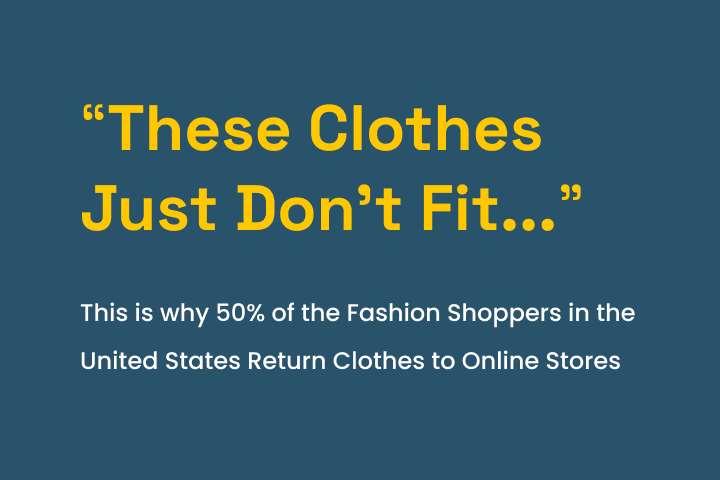 “These Clothes
Just Don’t Fit...”
This is why 50% of the Fashion Shoppers in the
United States Return Clothes to Online Stores